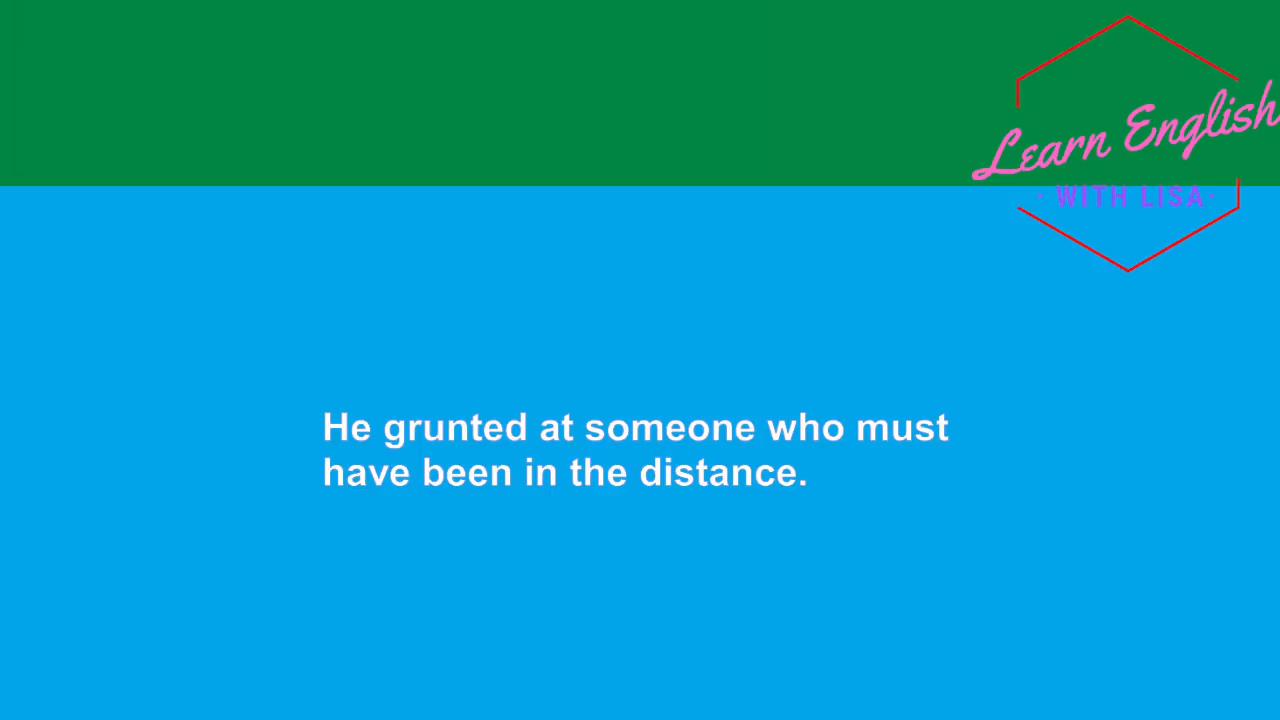 Learn English
· WITH LISA ·
He grunted at someone who must
have been in the distance.